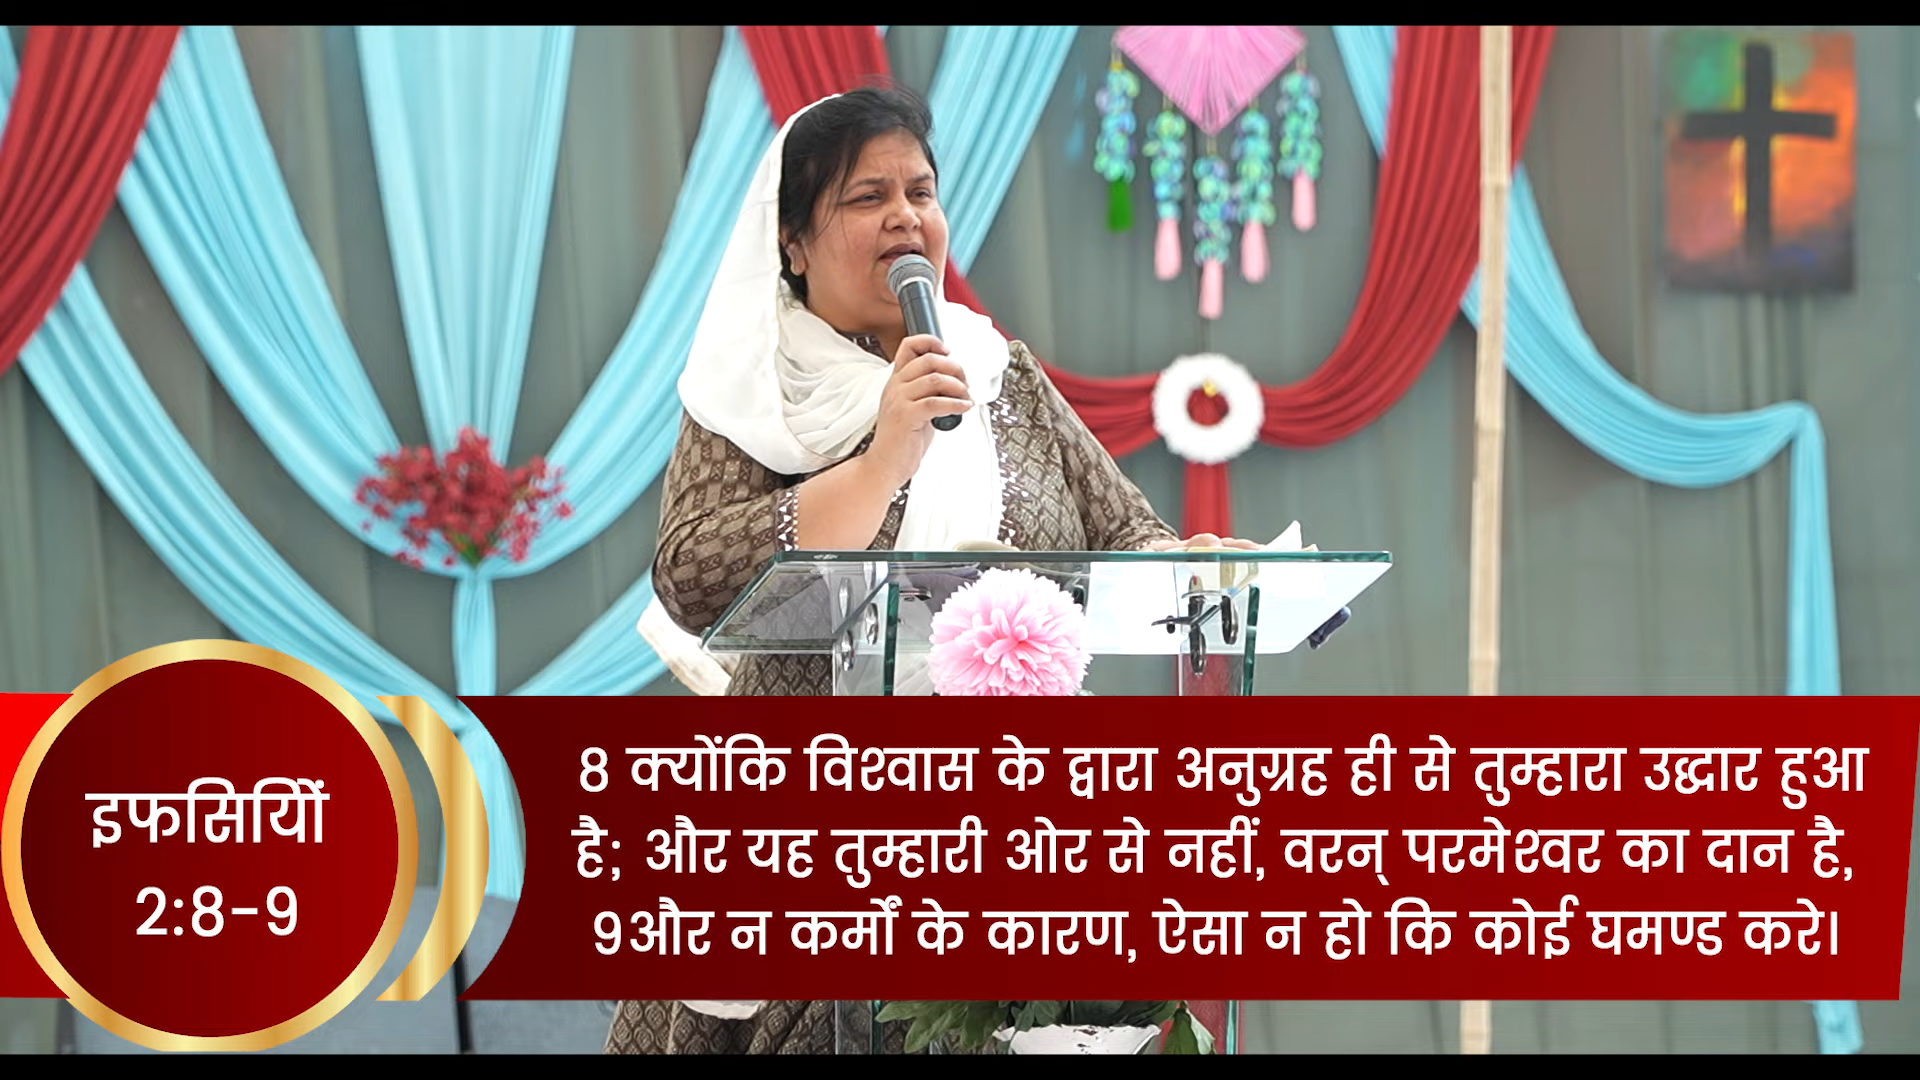 इफसियिों
2:8-9
8 क्योंकि विश्वास के द्वारा अनुग्रह ही से तुम्हारा उद्धार हुआ
है; और यह तुम्हारी ओर से नहीं, वरन् परमेश्वर का दान है,
9और न कर्मों के कारण, ऐसा न हो कि कोई घमण्ड करे।